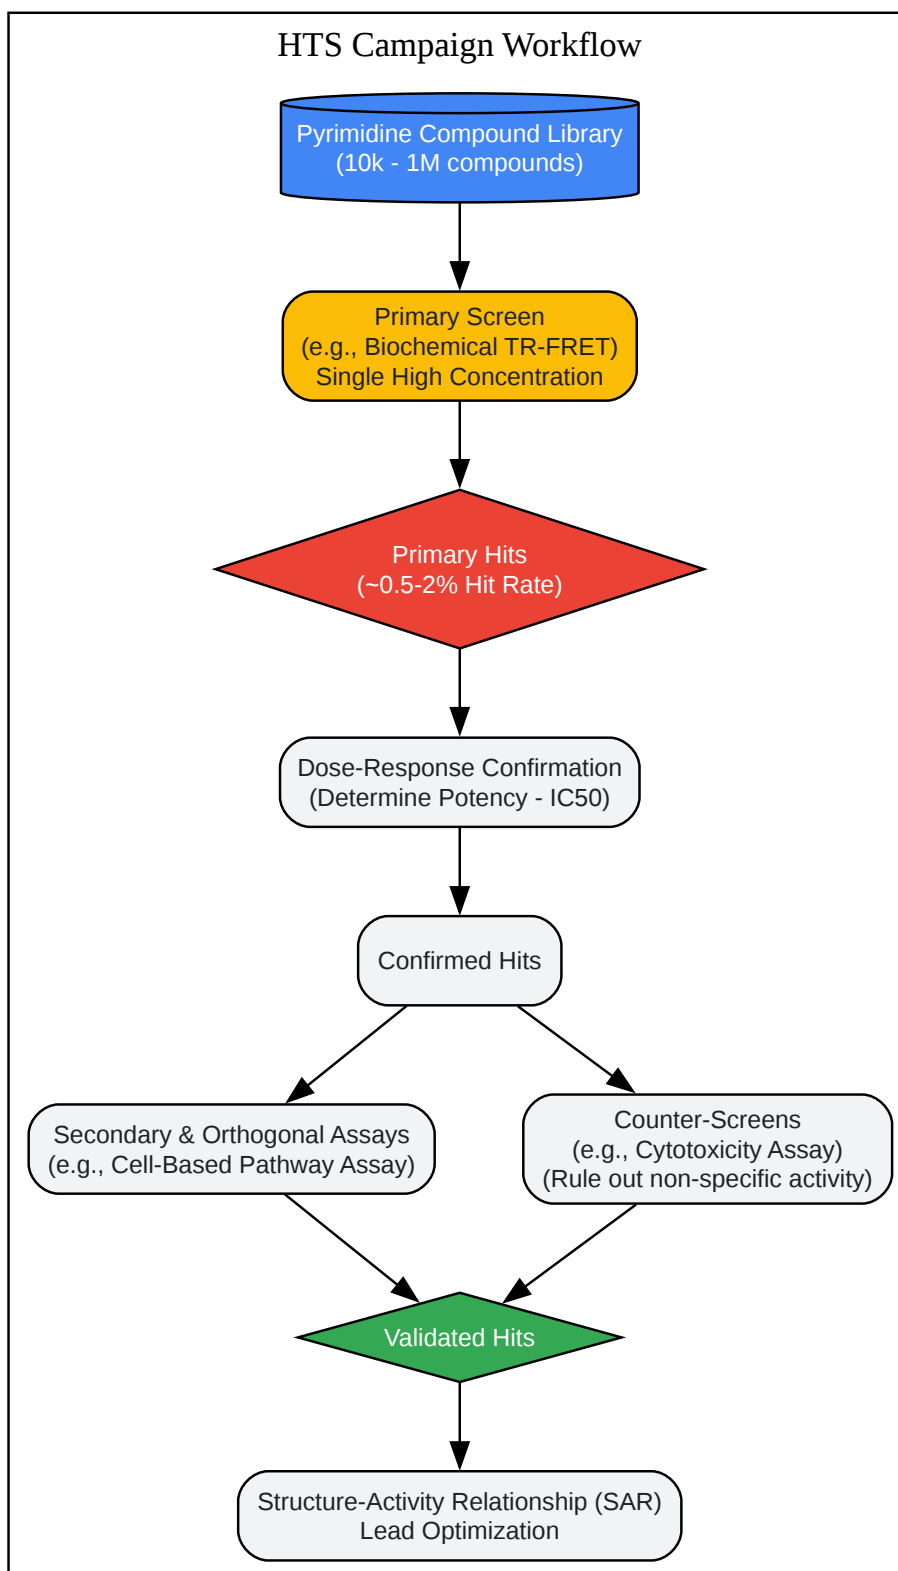 HTS Campaign Workflow
Pyrimidine Compound Library
(10k - 1M compounds)
Primary Screen
(e.g., Biochemical TR-FRET)
Single High Concentration
Primary Hits
(~0.5-2% Hit Rate)
Dose-Response Confirmation
(Determine Potency - IC50)
Confirmed Hits
Secondary & Orthogonal Assays
(e.g., Cell-Based Pathway Assay)
Counter-Screens
(e.g., Cytotoxicity Assay)
(Rule out non-specific activity)
Validated Hits
Structure-Activity Relationship (SAR)
Lead Optimization